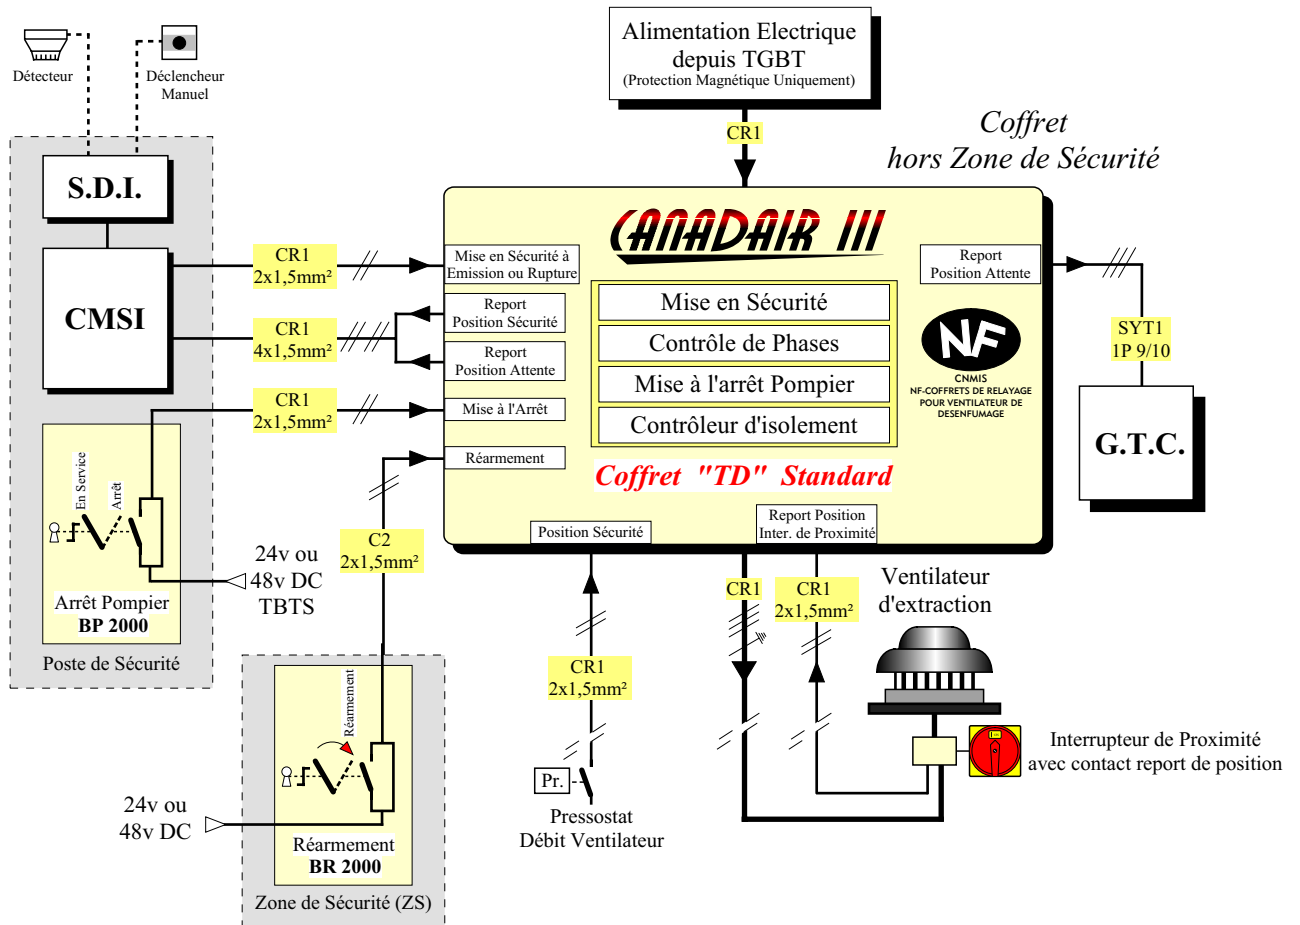 Détecteur
Déclencheur
Manuel
Alimentation Electrique
depuis TGBT
(Protection Magnétique Uniquement)
CR1
Coffret
hors Zone de Sécurité
S.D.I.
CMSI
CR1
2x1,5mm²
CR1
4x1,5mm²
CR1
2x1,5mm²
CANADAIR III
Mise en Sécurité à
Emission ou Rupture
Report
Position Sécurité
Report
Position Attente
Mise à l'Arrêt
Réarmement
Mise en Sécurité
Contrôle de Phases
Mise à l'arrêt Pompier
Contrôleur d'isolement
Coffret "TD" Standard
Report
Position Attente
NF
CNMIS
NF-COFFRETS DE RELAYAGE
POUR VENTILATEUR DE
DESENFUMAGE
SYT1
1P 9/10
G.T.C.
Position Sécurité
Report Position
Inter. de Proximité
En Service
Arrêt
Arrêt Pompier
BP 2000
Poste de Sécurité
24v ou
48v DC
TBTS
C2
2x1,5mm²
CR1
2x1,5mm²
CR1
CR1
2x1,5mm²
Ventilateur
d'extraction
Interrupteur de Proximité
avec contact report de position
Pr.
Pressostat
Débit Ventilateur
Réarmement
24v ou
48v DC
Réarmement
BR 2000
Zone de Sécurité (ZS)